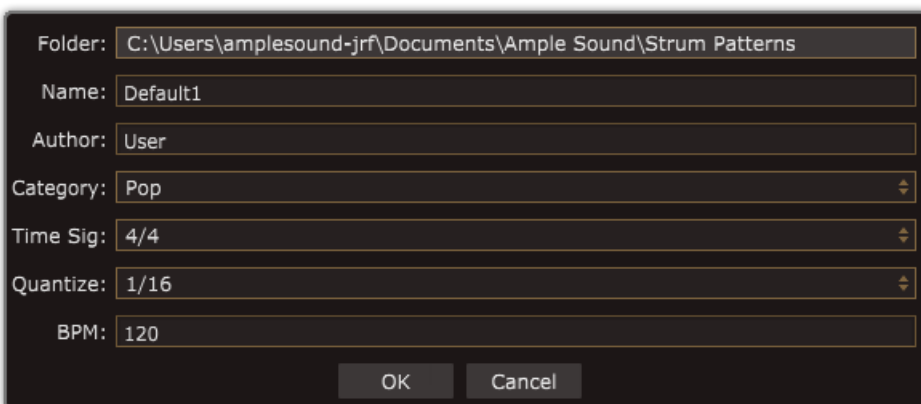 Folder: C:\Users\amplesound-jrf\Documents\Ample Sound\Strum Patterns
Name: Default1
Author: User
Category: Pop
Time Sig: 4/4
Quantize: 1/16
BPM: 120
OK Cancel